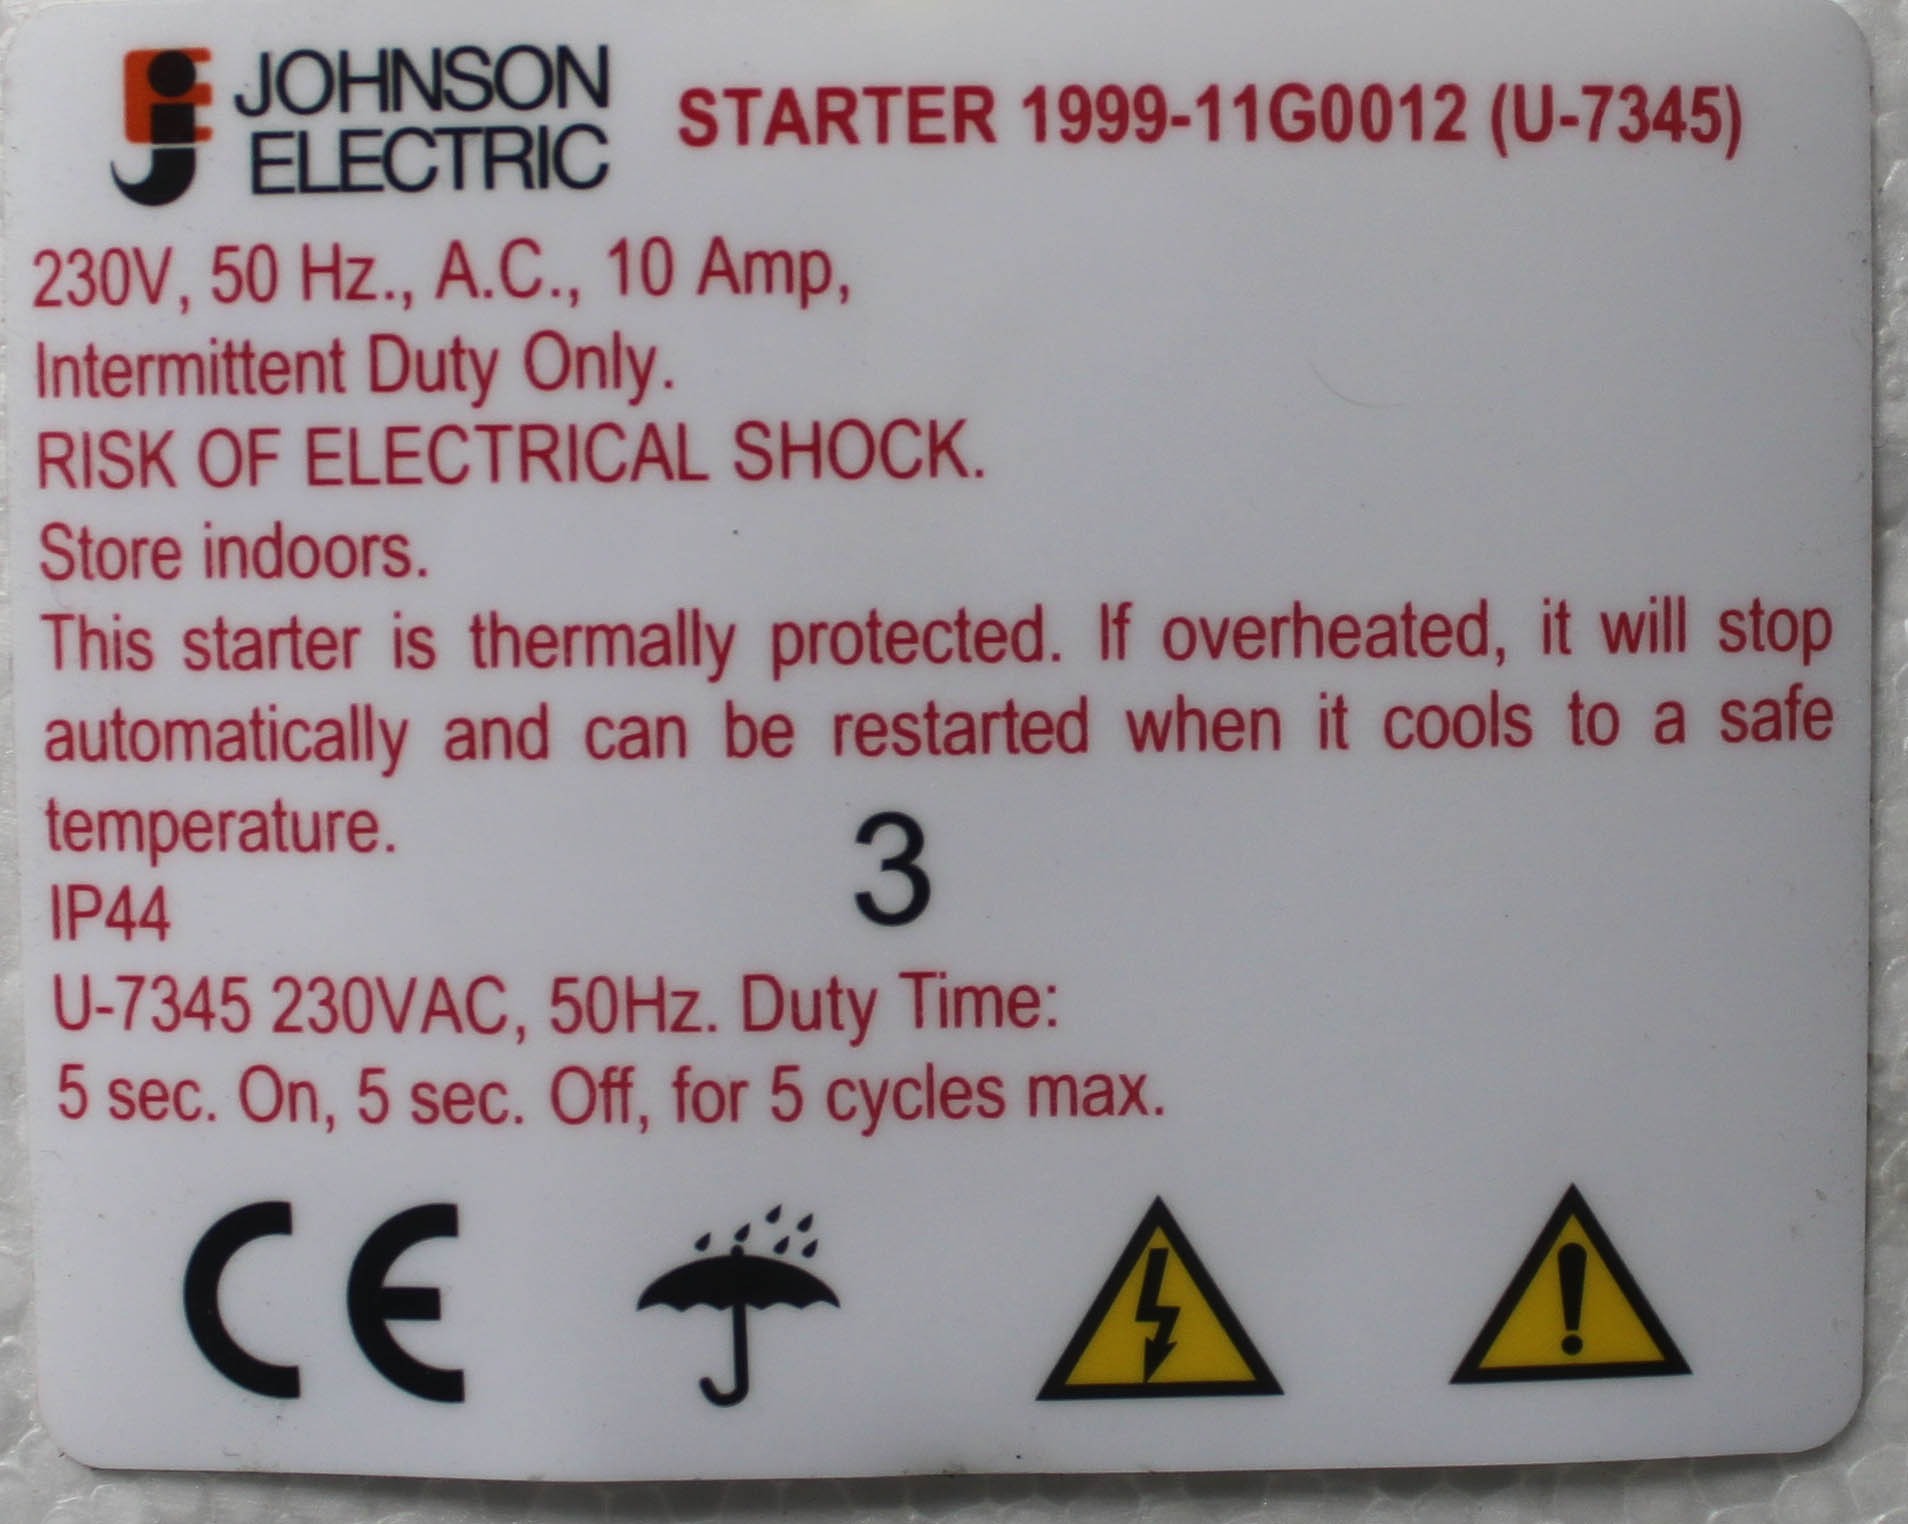 JOHNSON
ELECTRIC
STARTER 1999-11G0012 (U-7345)
230V, 50 Hz., A.C., 10 Amp,
Intermittent Duty Only.
RISK OF ELECTRICAL SHOCK.
Store indoors.
This starter is thermally protected. If overheated, it will stop
automatically and can be restarted when it cools to a safe
temperature.
3
IP44
U-7345 230VAC, 50Hz. Duty Time:
5 sec. On, 5 sec. Off, for 5 cycles max.
CE